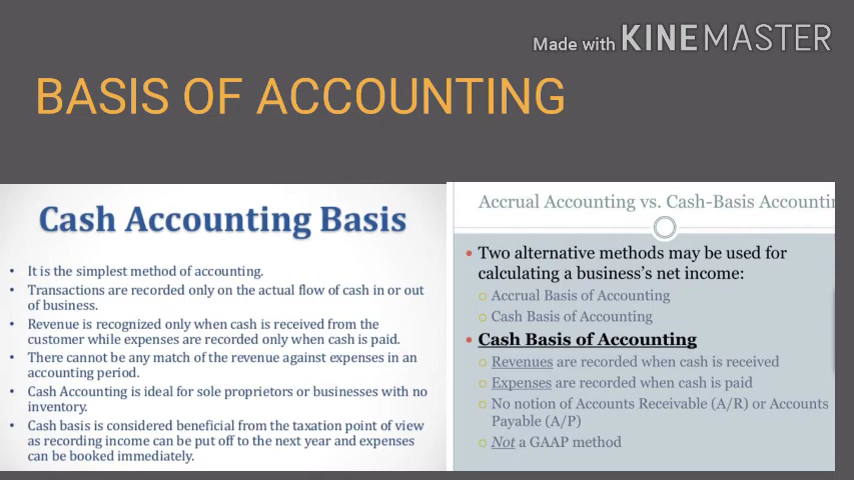 Made with KINEMASTER
BASIS OF ACCOUNTING
Cash Accounting Basis
• It is the simplest method of accounting.
• Transactions are recorded only on the actual flow of cash in or out
of business.
• Revenue is recognized only when cash is received from the
customer while expenses are recorded only when cash is paid.
• There cannot be any match of the revenue against expenses in an
accounting period.
• Cash Accounting is ideal for sole proprietors or businesses with no
inventory.
• Cash basis is considered beneficial from the taxation point of view
as recording income can be put off to the next year and expenses
can be booked immediately.
Accrual Accounting vs. Cash-Basis Accountin
• Two alternative methods may be used for
calculating a business's net income:
○ Accrual Basis of Accounting
○ Cash Basis of Accounting
• Cash Basis of Accounting
○ Revenues are recorded when cash is received
○ Expenses are recorded when cash is paid
○ No notion of Accounts Receivable (A/R) or Accounts
Payable (A/P)
○ Not a GAAP method